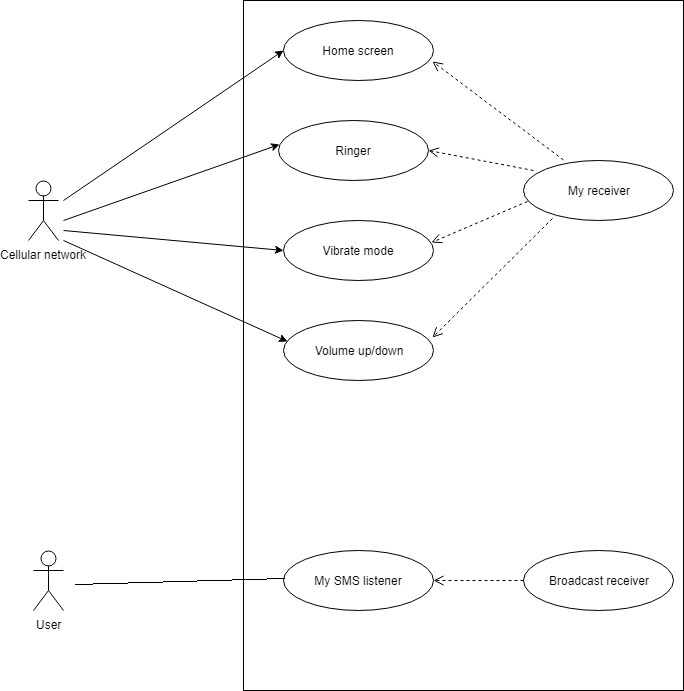 Home screen
Ringer
My receiver
Cellular network
Vibrate mode
Volume up/down
My SMS listener
Broadcast receiver
User